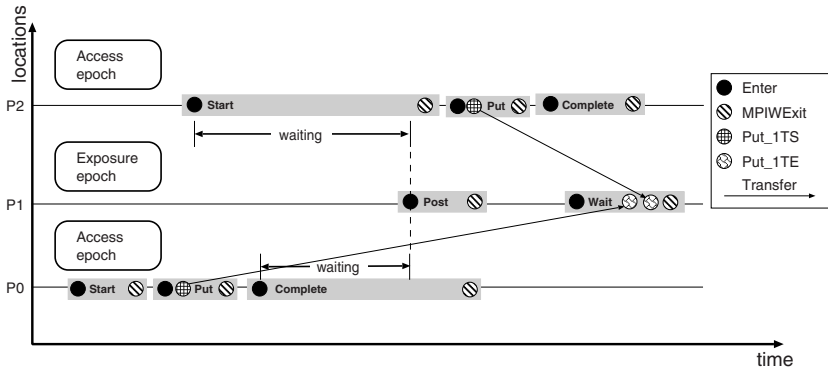 locations
Access
epoch
P2
Start
Put
Complete
waiting
Exposure
epoch
P1
Post
Wait
Access
epoch
waiting
P0
Start
Put
Complete
time
Enter
MPIWExit
Put_1TS
Put_1TE
Transfer